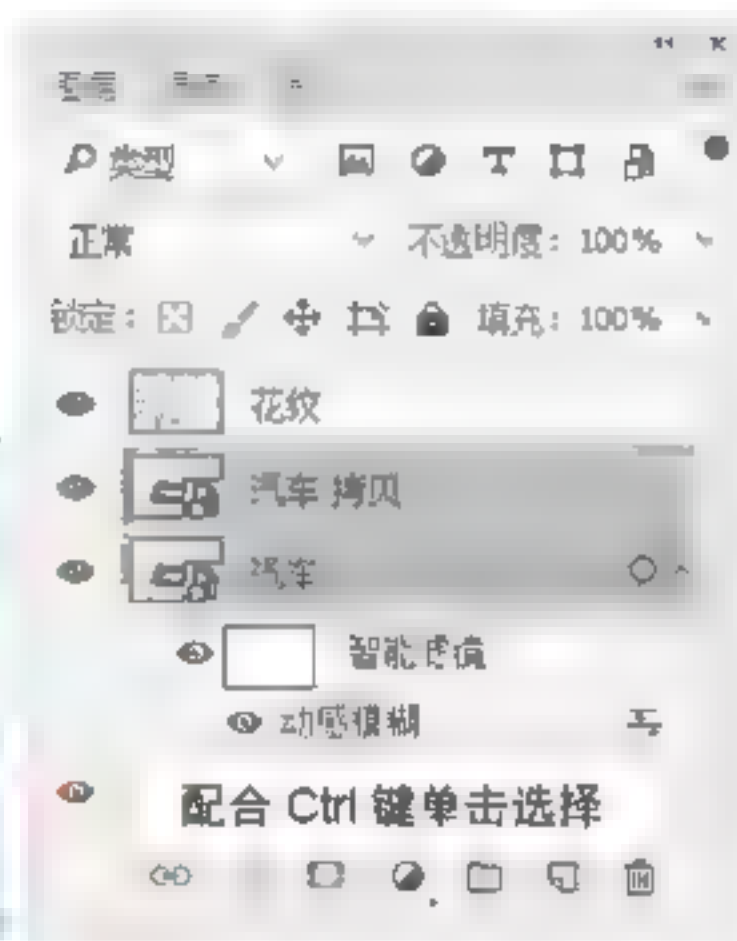 类型
正常 不透明度：100%
锁定： 填充：100%
花纹
汽车 拷贝
汽车
智能滤镜
动感模糊
配合 Ctrl 键单击选择